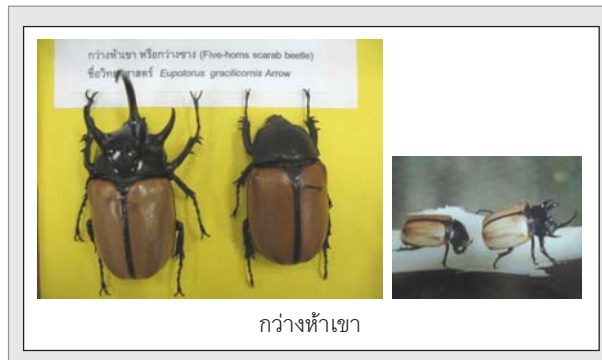 กว่างห้าเขา หรือกว่างซาง (Five-horns scarab beetle)
ชื่อวิทยาศาสตร์ Eupotorus gracilicornis Arrow
กว่างห้าเขา